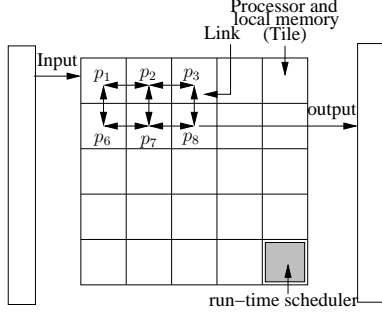 Processor and
local memory
(Tile)
Link
Input
p1 p2 p3
output
p6 p7 p8
run-time scheduler